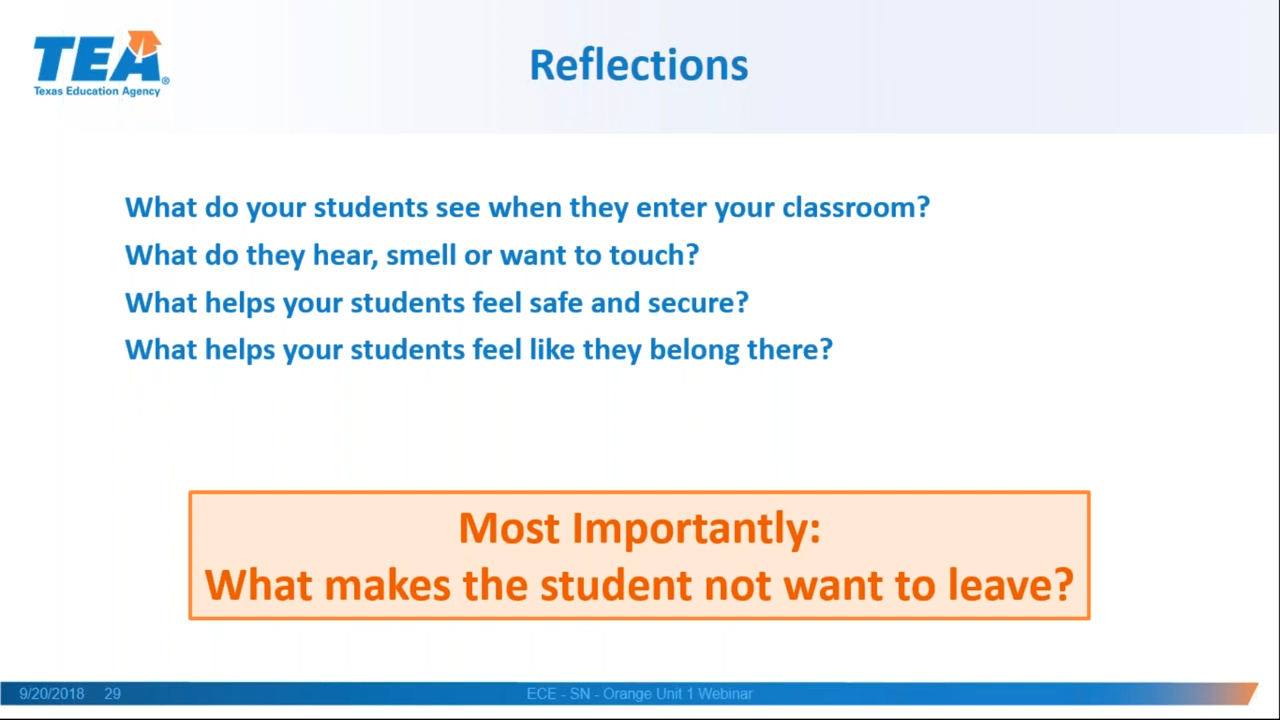 TEA
Texas Education Agency
Reflections
What do your students see when they enter your classroom?
What do they hear, smell or want to touch?
What helps your students feel safe and secure?
What helps your students feel like they belong there?
Most Importantly:
What makes the student not want to leave?
9/20/2018 29 ECE - SN - Orange Unit 1 Webinar